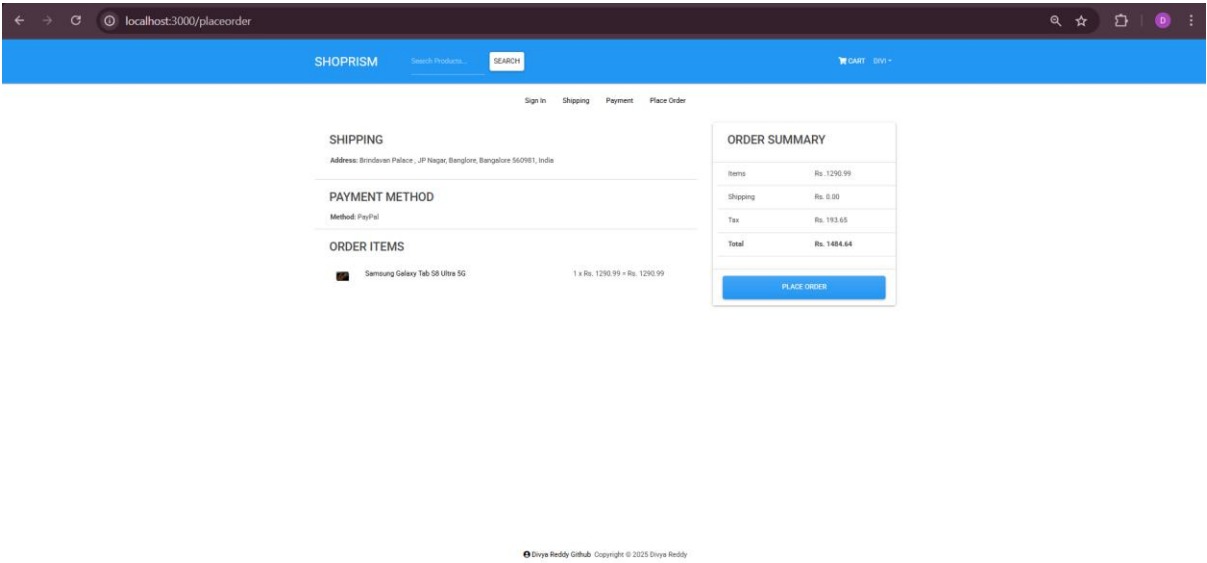 localhost:3000/placeorder
D
SHOPRISM Search Products... SEARCH CART DIVI
Sign In Shipping Payment Place Order
SHIPPING
Address: Brindavan Palace , JP Nagar, Banglore, Bangalore 560981, India
PAYMENT METHOD
Method: PayPal
ORDER ITEMS
Samsung Galaxy Tab S8 Ultra 5G 1 x Rs. 1290.99 = Rs. 1290.99
ORDER SUMMARY
Items Rs .1290.99
Shipping Rs. 0.00
Tax Rs. 193.65
Total Rs. 1484.64
PLACE ORDER
Divya Reddy Github Copyright © 2025 Divya Reddy